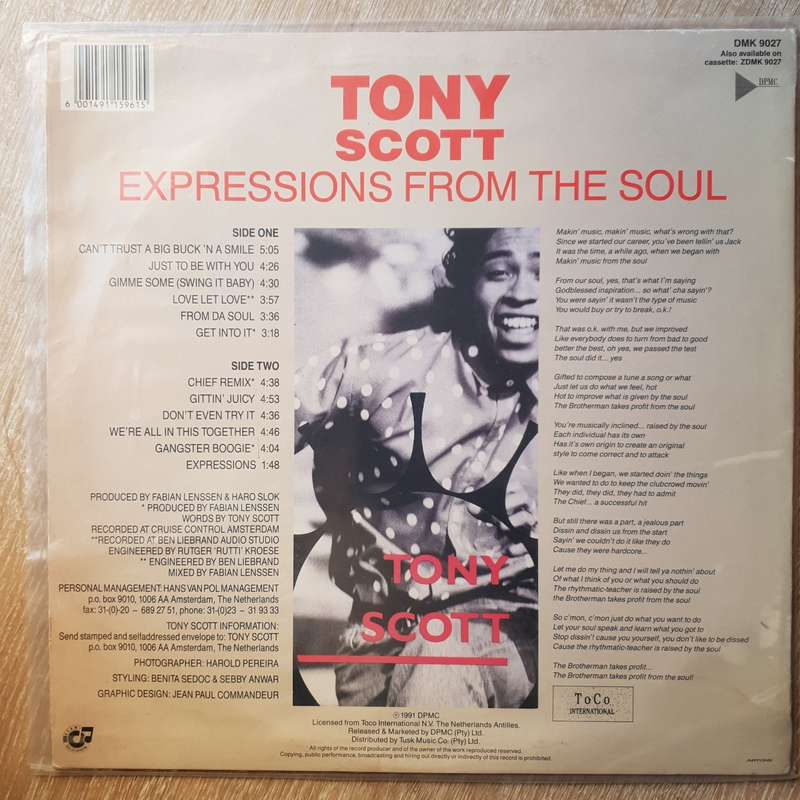 6 001491 159615
DMK 9027
Also available on
cassette: ZDMK 9027
DPMC
TONY
SCOTT
EXPRESSIONS FROM THE SOUL
SIDE ONE
CAN'T TRUST A BIG BUCK 'N A SMILE 5:05
JUST TO BE WITH YOU 4:26
GIMME SOME (SWING IT BABY) 4:30
LOVE LET LOVE** 3:57
FROM DA SOUL 3:36
GET INTO IT* 3:18
SIDE TWO
CHIEF REMIX* 4:38
GITTIN' JUICY 4:53
DON'T EVEN TRY IT 4:36
WE'RE ALL IN THIS TOGETHER 4:46
GANGSTER BOOGIE* 4:04
EXPRESSIONS 1:48
PRODUCED BY FABIAN LENSSEN & HARO SLOK
* PRODUCED BY FABIAN LENSSEN
WORDS BY TONY SCOTT
RECORDED AT CRUISE CONTROL AMSTERDAM
**RECORDED AT BEN LIEBRAND AUDIO STUDIO
ENGINEERED BY RUTGER 'RUTTI' KROESE
** ENGINEERED BY BEN LIEBRAND
MIXED BY FABIAN LENSSEN
PERSONAL MANAGEMENT: HANS VAN POL MANAGEMENT
p.o. box 9010, 1006 AA Amsterdam, The Netherlands
fax: 31-(0)-20 - 689 27 51, phone: 31-(0)23 - 31 93 33
TONY SCOTT INFORMATION:
Send stamped and selfaddressed envelope to: TONY SCOTT
p.o. box 9010, 1006 AA Amsterdam, The Netherlands
PHOTOGRAPHER: HAROLD PEREIRA
STYLING: BENITA SEDOC & SEBBY ANWAR
GRAPHIC DESIGN: JEAN PAUL COMMANDEUR
TONY
SCOTT
Makin' music, makin' music, what's wrong with that?
Since we started our career, you've been tellin' us Jack
It was the time, a while ago, when we began with
Makin' music from the soul
From our soul, yes, that's what I'm saying
Godblessed inspiration... so what' cha sayin'?
You were sayin' it wasn't the type of music
You would buy or try to break, o.k.!
That was o.k. with me, but we improved
Like everybody does to turn from bad to good
better the best, oh yes, we passed the test
The soul did it... yes
Gifted to compose a tune a song or what
Just let us do what we feel, hot
Hot to improve what is given by the soul
The Brotherman takes profit from the soul
You're musically inclined... raised by the soul
Each individual has its own
Has it's own origin to create an original
style to come correct and to attack
Like when I began, we started doin' the things
We wanted to do to keep the clubcrowd movin'
They did, they did, they had to admit
The Chief... a successful hit
But still there was a part, a jealous part
Dissin and dissin us from the start
Sayin' we couldn't do it like they do
Cause they were hardcore...
Let me do my thing and I will tell ya nothin' about
Of what I think of you or what you should do
The rhythmatic-teacher is raised by the soul
the Brotherman takes profit from the soul
So c'mon, c'mon just do what you want to do
Let your soul speak and learn what you got to
Stop dissin' cause you yourself, you don't like to be dissed
Cause the rhythmatic-teacher is raised by the soul
The Brotherman takes profit...
The Brotherman takes profit from the soul!
ToCo
INTERNATIONAL
Ⓟ 1991 DPMC
Licensed from Toco International N.V. The Netherlands Antilles.
Released & Marketed by DPMC (Pty) Ltd.
Distributed by Tusk Music Co. (Pty) Ltd.
All rights of the record producer and of the owner of the work reproduced reserved.
Copying, public performance, broadcasting and hiring out directly or indirectly of this record is prohibited.